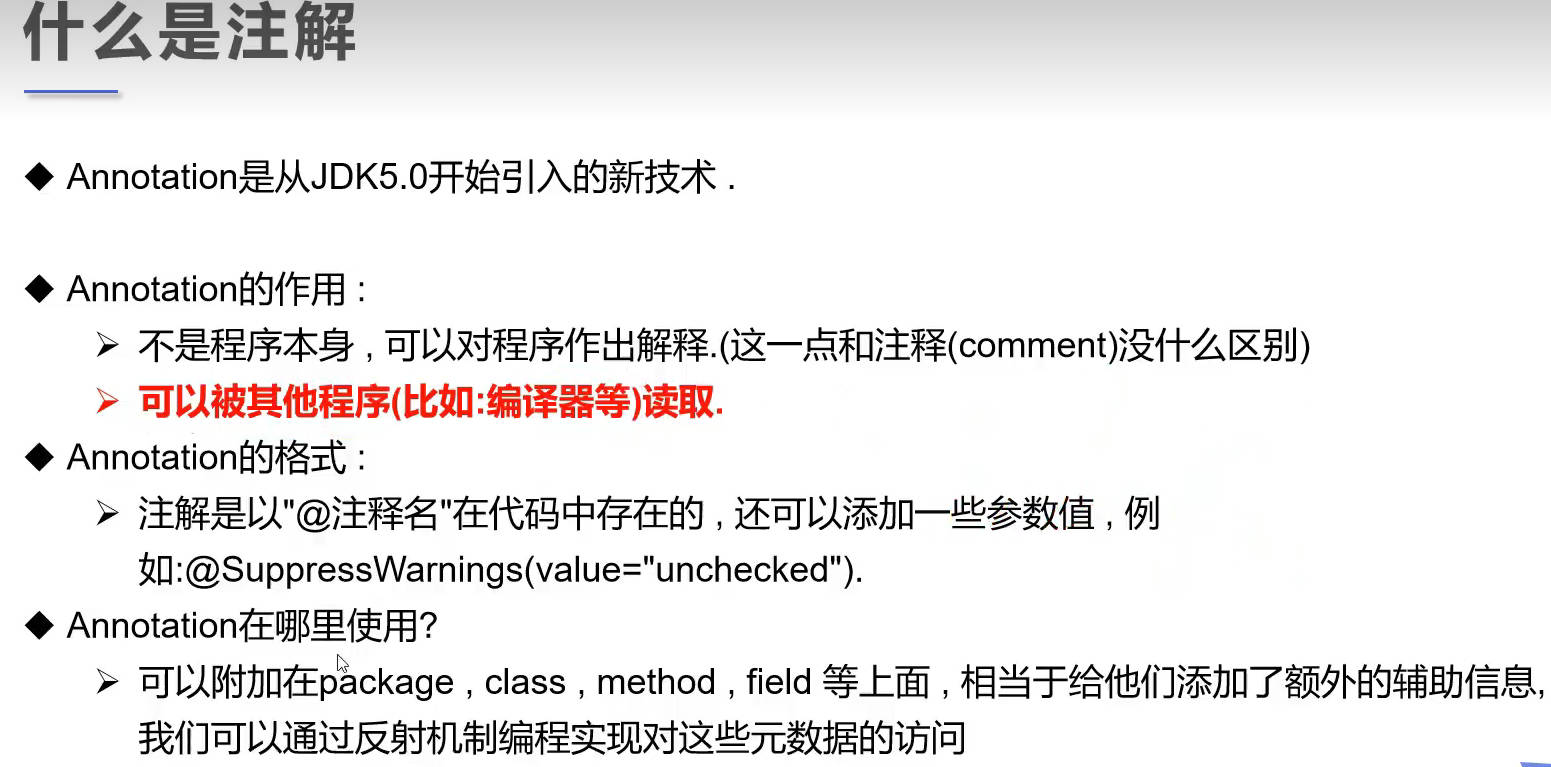 什么是注解
Annotation是从JDK5.0开始引入的新技术 .
Annotation的作用 :
不是程序本身 , 可以对程序作出解释.(这一点和注释(comment)没什么区别)
可以被其他程序(比如:编译器等)读取.
Annotation的格式 :
注解是以"@注释名"在代码中存在的 , 还可以添加一些参数值 , 例
如:@SuppressWarnings(value="unchecked").
Annotation在哪里使用?
可以附加在package , class , method , field 等上面 , 相当于给他们添加了额外的辅助信息,
我们可以通过反射机制编程实现对这些元数据的访问